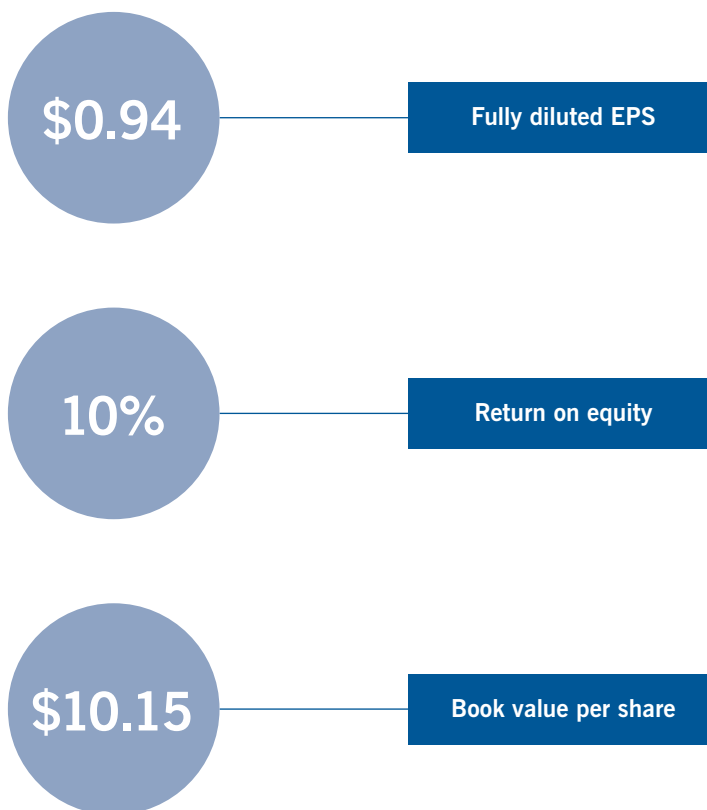 $0.94
Fully diluted EPS
10%
Return on equity
$10.15
Book value per share